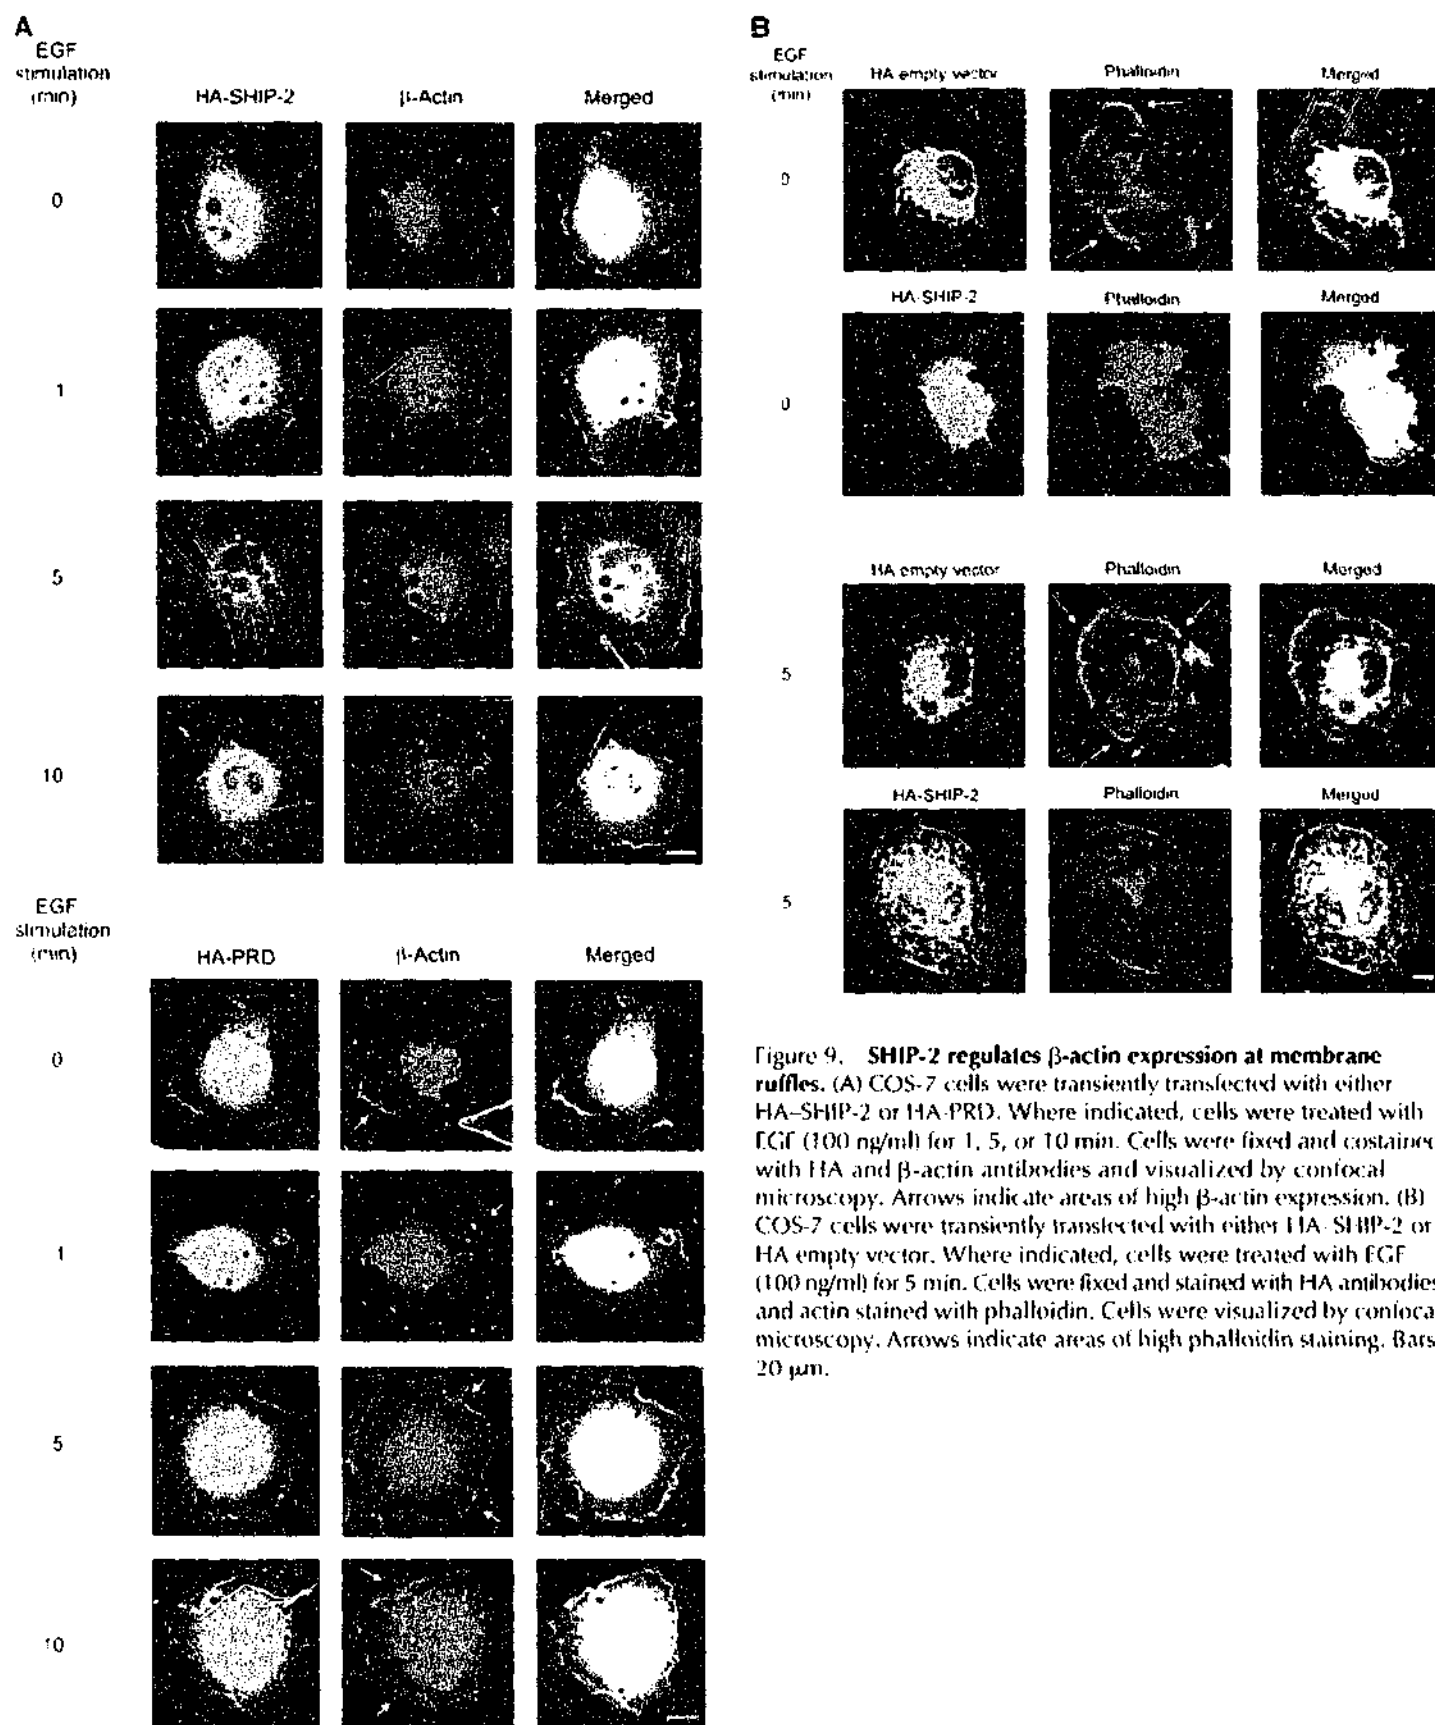 A
EGF
stimulation
(min)
HA-SHIP-2 β-Actin Merged
0
1
5
10
EGF
stimulation
(min)
HA-PRD β-Actin Merged
0
1
5
10
B
EGF
stimulation
(min)
HA empty vector Phalloidin Merged
0
HA-SHIP-2 Phalloidin Merged
0
HA empty vector Phalloidin Merged
5
HA-SHIP-2 Phalloidin Merged
5
Figure 9. SHIP-2 regulates β-actin expression at membrane
ruffles. (A) COS-7 cells were transiently transfected with either
HA–SHIP-2 or HA-PRD. Where indicated, cells were treated with
EGF (100 ng/ml) for 1, 5, or 10 min. Cells were fixed and costained
with HA and β-actin antibodies and visualized by confocal
microscopy. Arrows indicate areas of high β-actin expression. (B)
COS-7 cells were transiently transfected with either HA–SHIP-2 or
HA empty vector. Where indicated, cells were treated with EGF
(100 ng/ml) for 5 min. Cells were fixed and stained with HA antibodies
and actin stained with phalloidin. Cells were visualized by confoca
microscopy. Arrows indicate areas of high phalloidin staining. Bars
20 μm.